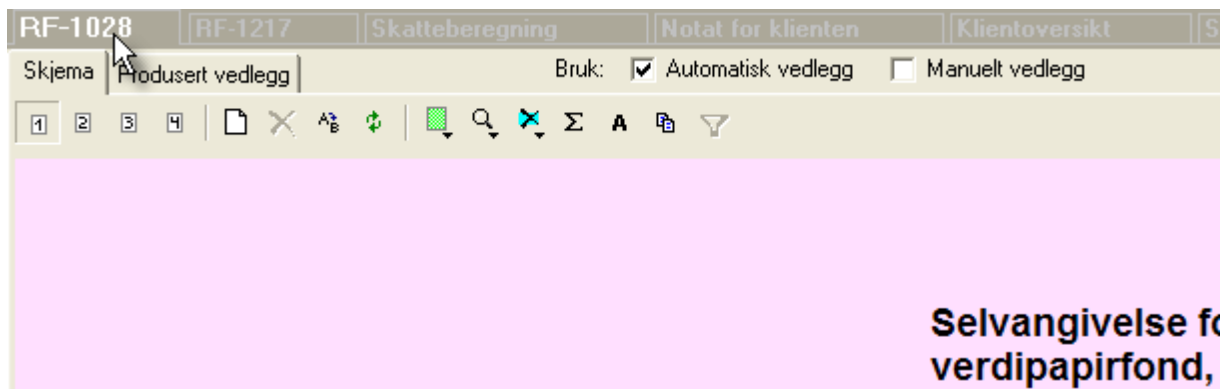 RF-1028 RF-1217 Skatteberegning Notat for klienten Klientoversikt S
Skjema Produsert vedlegg Bruk: Automatisk vedlegg Manuelt vedlegg
1 2 3 4 A B Σ A
Selvangivelse fo
verdipapirfond,